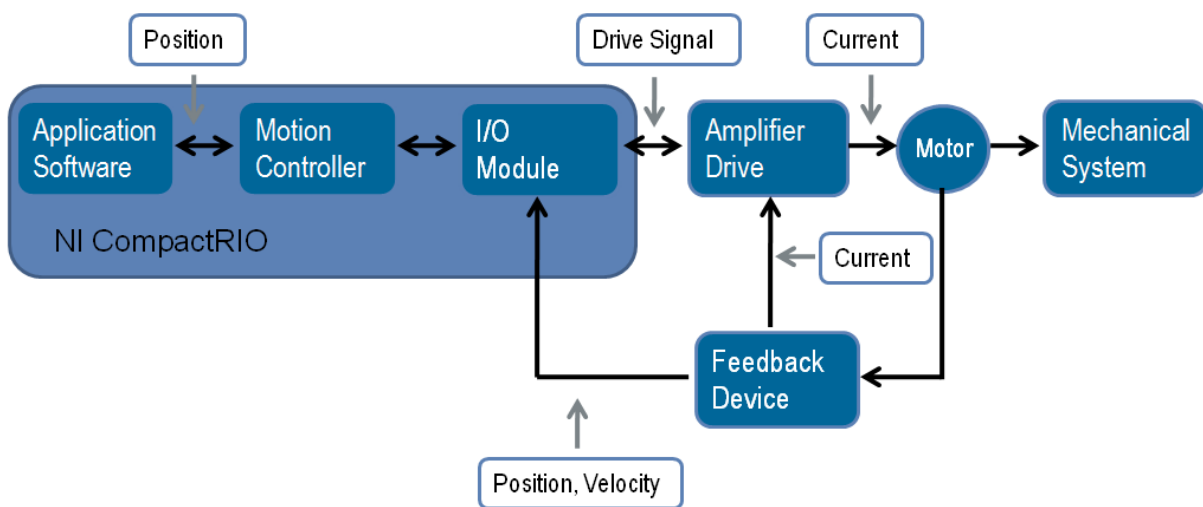 Position
Drive Signal
Current
Application
Software
Motion
Controller
I/O
Module
Amplifier
Drive
Motor
Mechanical
System
NI CompactRIO
Current
Feedback
Device
Position, Velocity